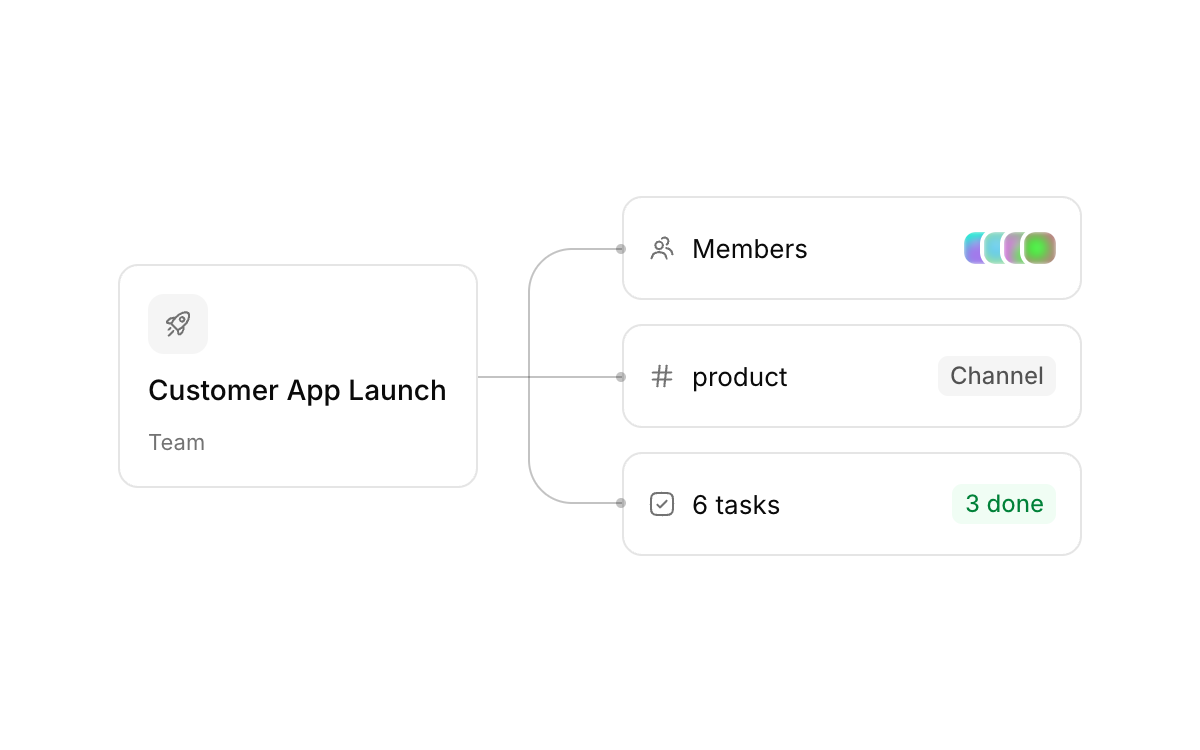 Customer App Launch
Team
Members
# product
Channel
6 tasks
3 done